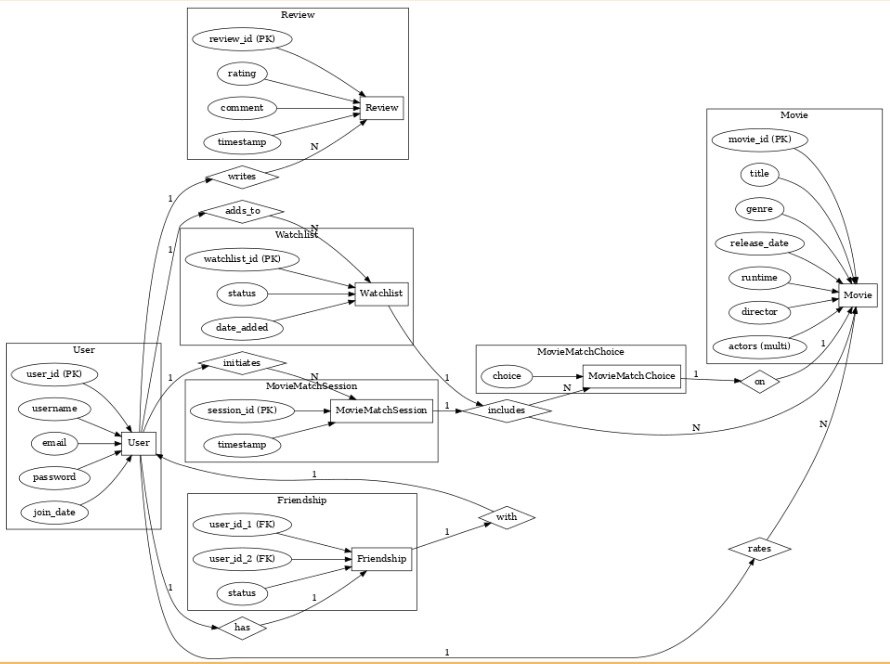 Review
review_id (PK)
rating
comment
timestamp
Review
N
writes
1
adds_to
1
N
Watchlist
watchlist_id (PK)
status
date_added
Watchlist
User
user_id (PK)
username
email
password
join_date
User
initiates
1
N
MovieMatchSession
session_id (PK)
timestamp
MovieMatchSession
1
1
includes
N
N
MovieMatchChoice
choice
MovieMatchChoice
1
on
1
Movie
movie_id (PK)
title
genre
release_date
runtime
director
actors (multi)
Movie
1
with
Friendship
user_id_1 (FK)
user_id_2 (FK)
status
Friendship
1
1
has
1
rates
N
1